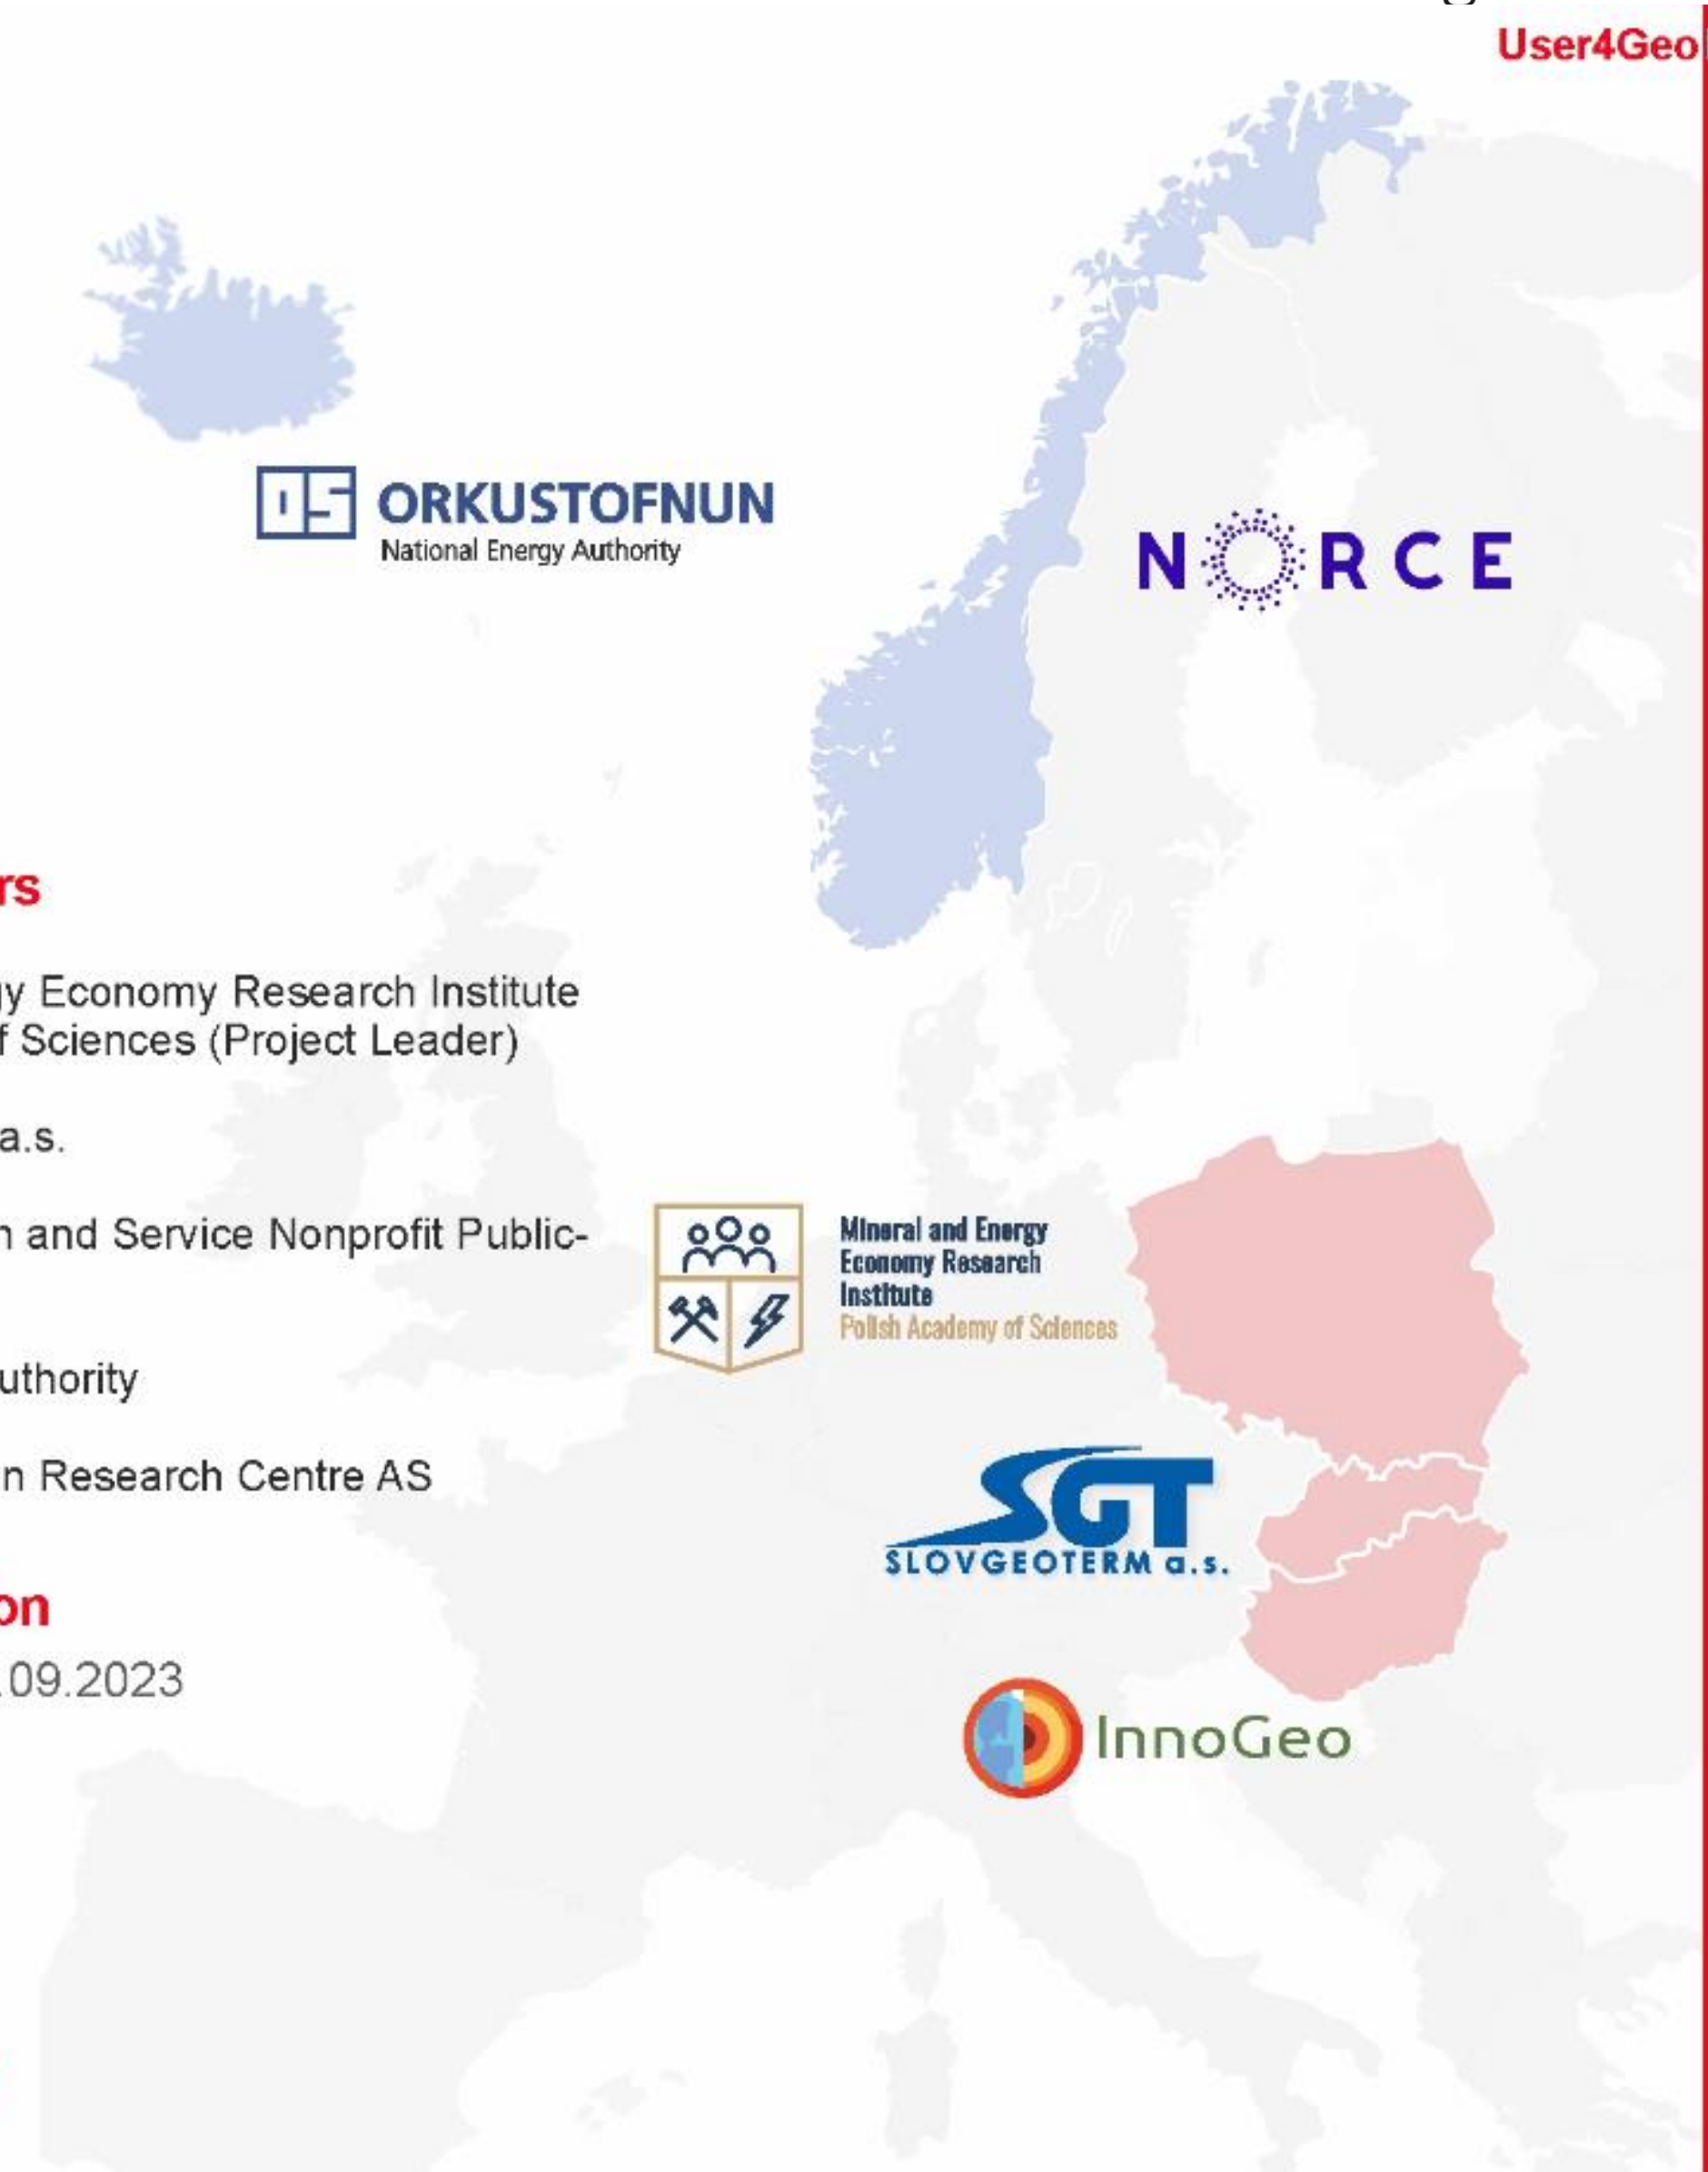 User4Geo
OS ORKUSTOFNUN
National Energy Authority
NORCE
rs
y Economy Research Institute
f Sciences (Project Leader)
a.s.
n and Service Nonprofit Public-
Mineral and Energy
Economy Research
Institute
Polish Academy of Sciences
uthority
n Research Centre AS
SGT
SLOVGEOTERM a.s.
on
.09.2023
InnoGeo